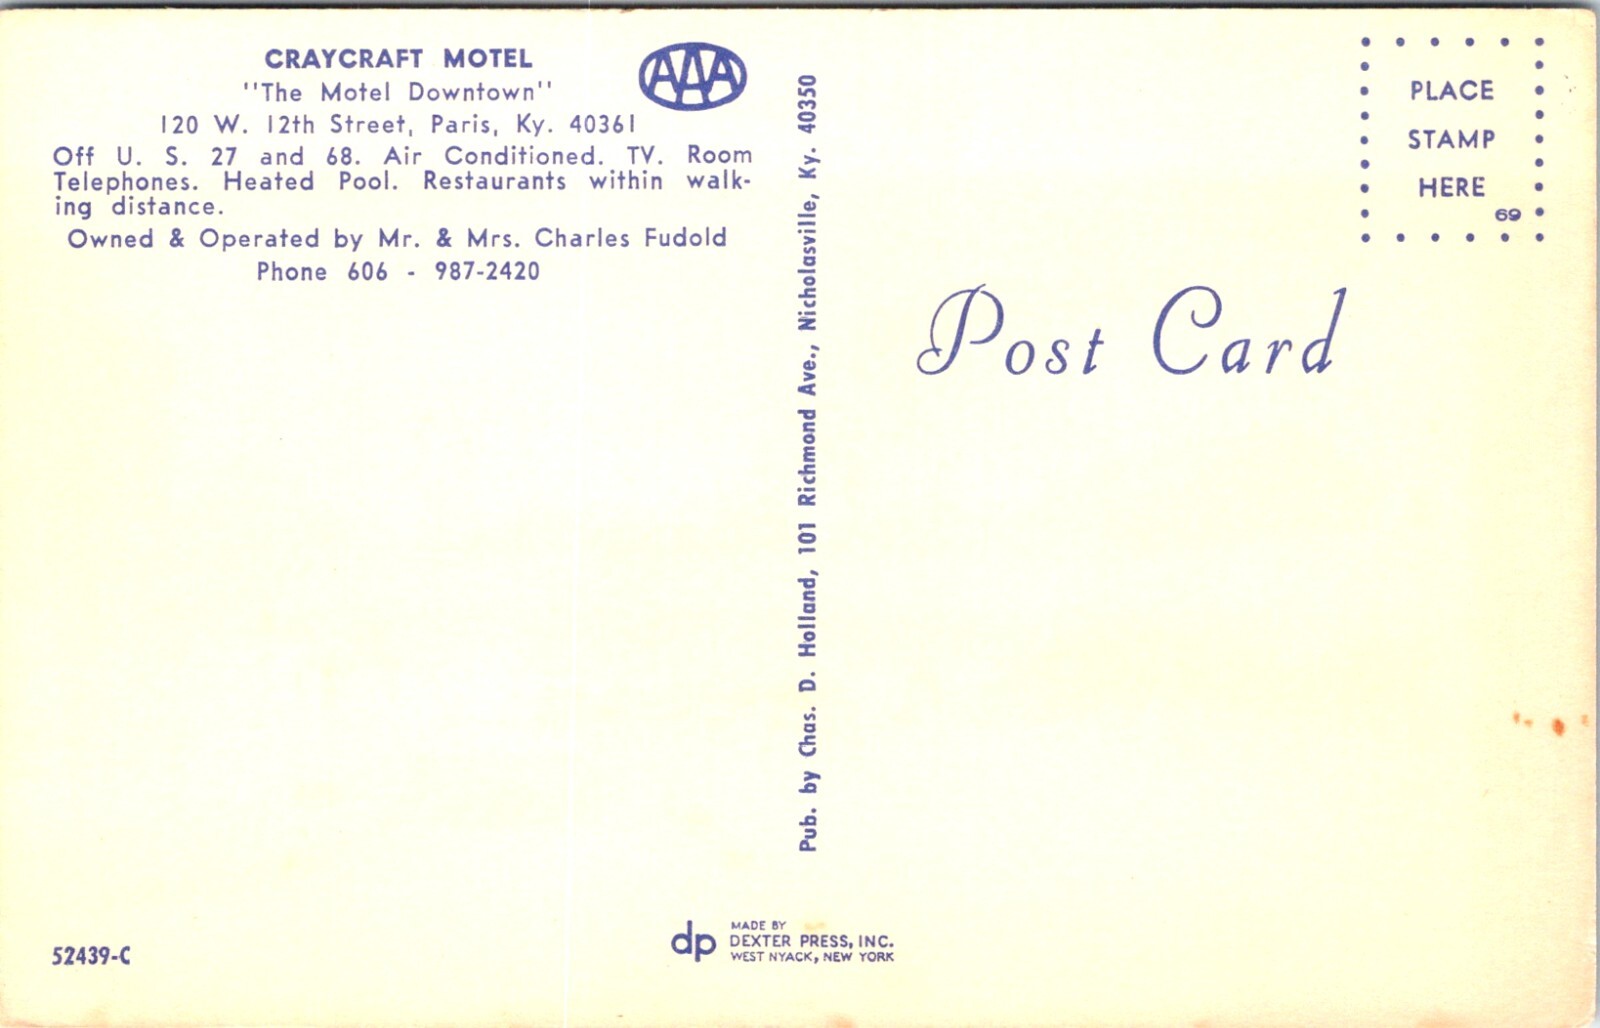 CRAYCRAFT MOTEL
"The Motel Downtown"
120 W. 12th Street, Paris, Ky. 40361
Off U. S. 27 and 68. Air Conditioned. TV. Room
Telephones. Heated Pool. Restaurants within walk-
ing distance.
Owned & Operated by Mr. & Mrs. Charles Fudold
Phone 606 - 987-2420
AAA
Pub. by Chas. D. Holland, 101 Richmond Ave., Nicholasville, Ky. 40350
PLACE
STAMP
HERE
69
Post Card
52439-C
dp
MADE BY
DEXTER PRESS, INC.
WEST NYACK, NEW YORK